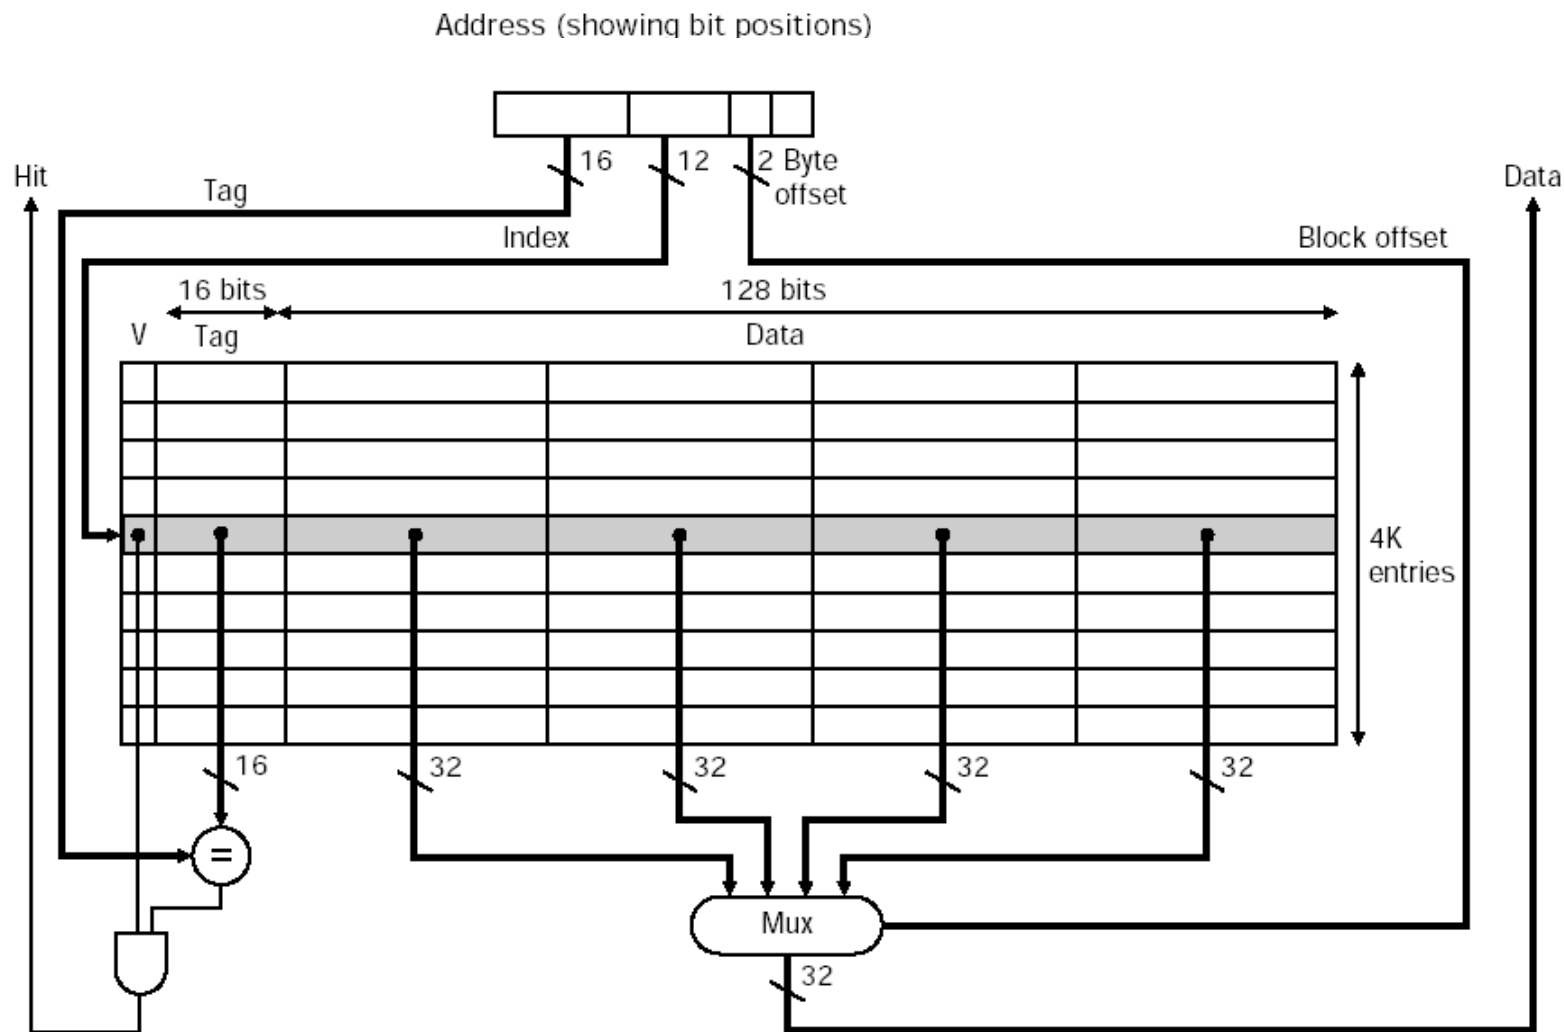 Address (showing bit positions)
16
12
2 Byte
offset
Hit
Tag
Data
Index
Block offset
16 bits
128 bits
V
Tag
Data
4K
entries
16
32
32
32
32
=
Mux
32